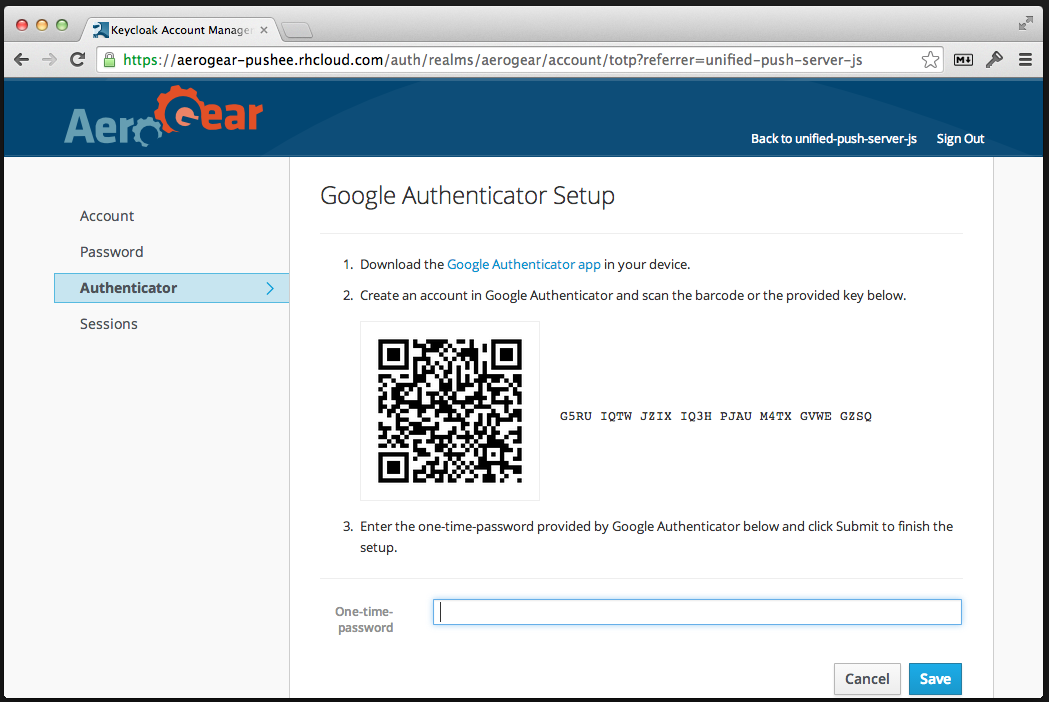 Keycloak Account Manage
https://aerogear-pushee.rhcloud.com/auth/realms/aerogear/account/totp?referrer=unified-push-server-js
AeroGear
Back to unified-push-server-js Sign Out
Account
Password
Authenticator
Sessions
Google Authenticator Setup
1. Download the Google Authenticator app in your device.
2. Create an account in Google Authenticator and scan the barcode or the provided key below.
G5RU IQTW JZIX IQ3H PJAU M4TX GVWE GZSQ
3. Enter the one-time-password provided by Google Authenticator below and click Submit to finish the
setup.
One-time-
password
Cancel Save